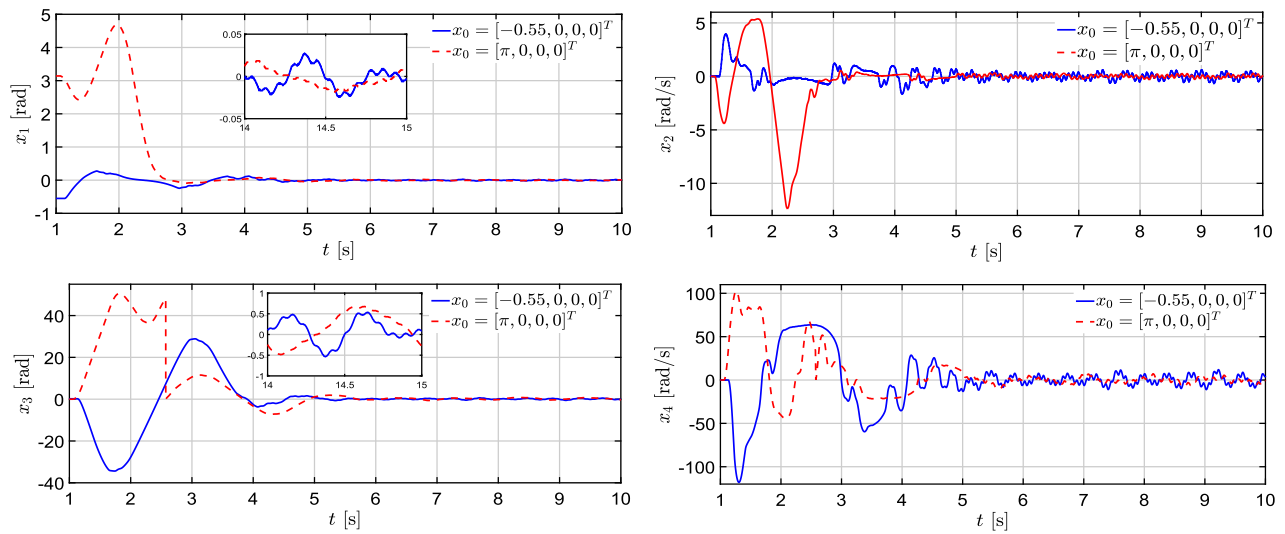 x₁ [rad]
5
4
3
2
1
0
-1
1 2 3 4 5 6 7 8 9 10
t [s]
x₀ = [−0.55, 0, 0, 0]ᵀ
x₀ = [π, 0, 0, 0]ᵀ
0.05
0
-0.05
14 14.5 15
x₂ [rad/s]
5
0
-5
-10
1 2 3 4 5 6 7 8 9 10
t [s]
x₀ = [−0.55, 0, 0, 0]ᵀ
x₀ = [π, 0, 0, 0]ᵀ
x₃ [rad]
40
20
0
-20
-40
1 2 3 4 5 6 7 8 9 10
t [s]
x₀ = [−0.55, 0, 0, 0]ᵀ
x₀ = [π, 0, 0, 0]ᵀ
1
0.5
0
-0.5
-1
14 14.5 15
x₄ [rad/s]
100
50
0
-50
-100
1 2 3 4 5 6 7 8 9 10
t [s]
x₀ = [−0.55, 0, 0, 0]ᵀ
x₀ = [π, 0, 0, 0]ᵀ